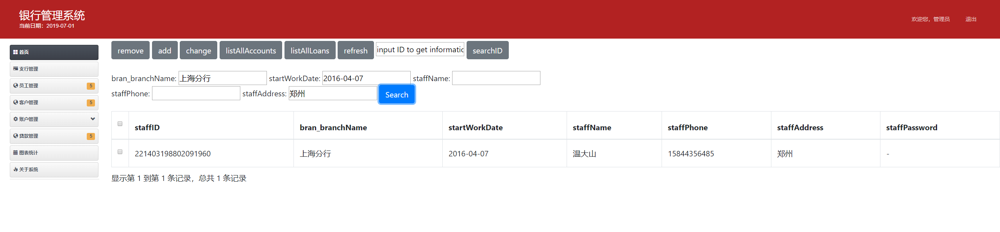 银行管理系统
当前日期：2019-07-01
欢迎您，管理员 退出
首页
支行管理
员工管理 5
客户管理 5
账户管理
贷款管理 5
图表统计
关于系统
remove add change listAllAccounts listAllLoans refresh input ID to get informatic searchID
bran_branchName: 上海分行 startWorkDate: 2016-04-07 staffName:
staffPhone: staffAddress: 郑州 Search
staffID bran_branchName startWorkDate staffName staffPhone staffAddress staffPassword
221403198802091960 上海分行 2016-04-07 温大山 15844356485 郑州 -
显示第 1 到第 1 条记录，总共 1 条记录